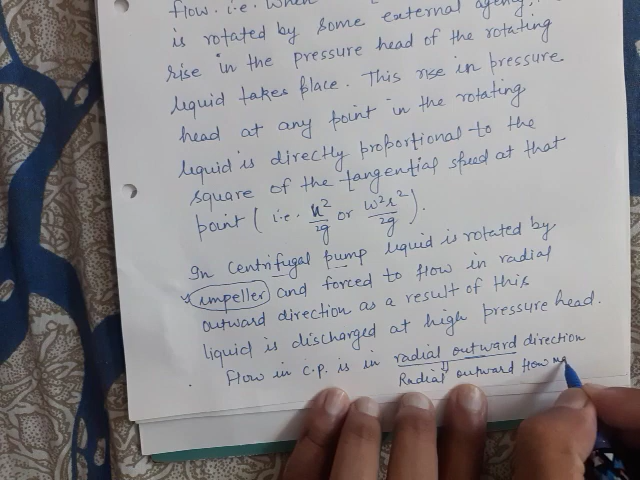 flow. i.e. when
is rotated by some external agency,
rise in the pressure head of the rotating
liquid takes place. This rise in pressure
head at any point in the rotating
liquid is directly proportional to the
square of the tangential speed at that
point ( i.e. u²/2g or ω²r²/2g ).
In Centrifugal pump liquid is rotated by
impeller and forced to flow in radial
outward direction as a result of this
liquid is discharged at high pressure head.
Flow in C.P. is in radial outward direction
Radial outward flow